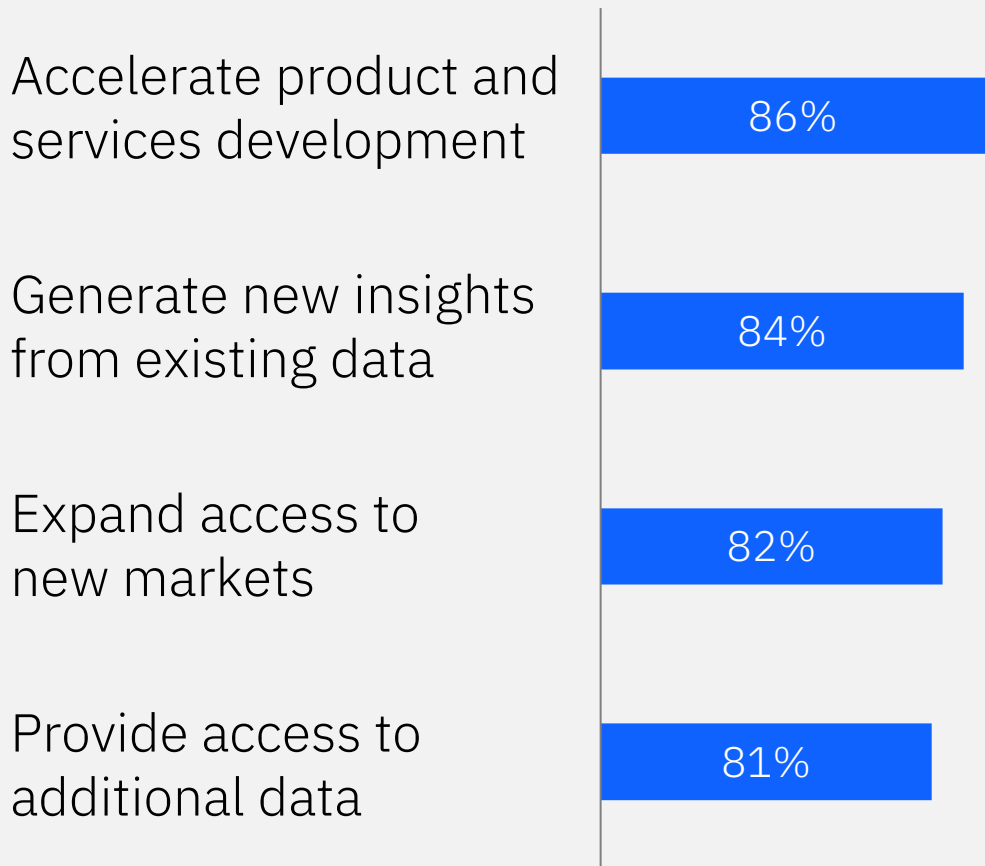 Accelerate product and
services development
86%
Generate new insights
from existing data
84%
Expand access to
new markets
82%
Provide access to
additional data
81%